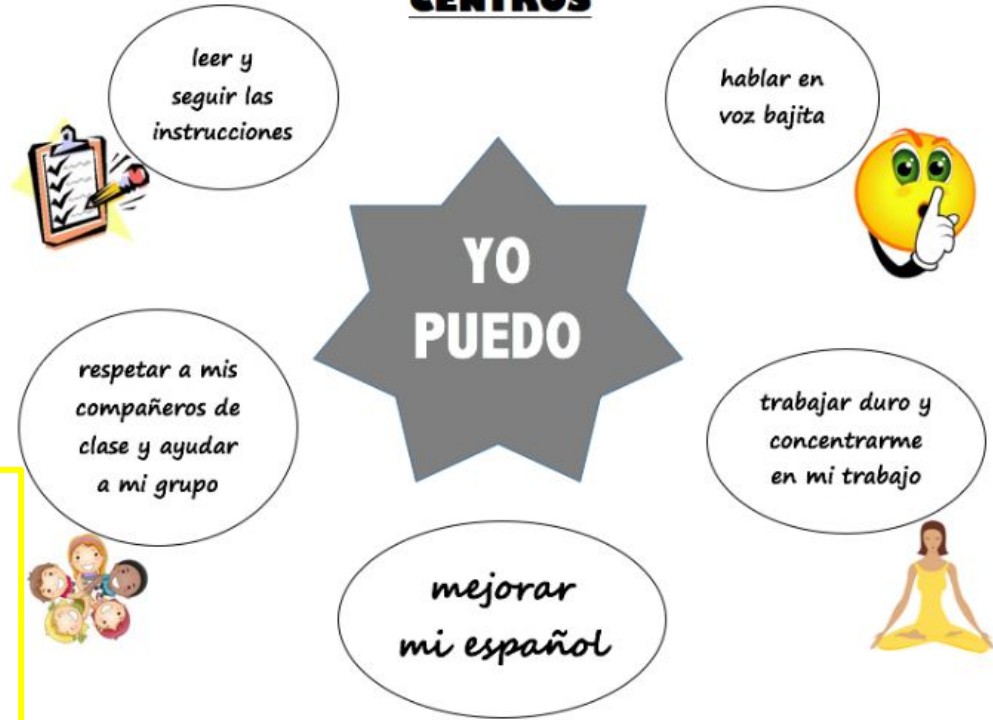 CENTROS
leer y
seguir las
instrucciones
hablar en
voz bajita
YO
PUEDO
respetar a mis
compañeros de
clase y ayudar
a mi grupo
trabajar duro y
concentrarme
en mi trabajo
mejorar
mi español